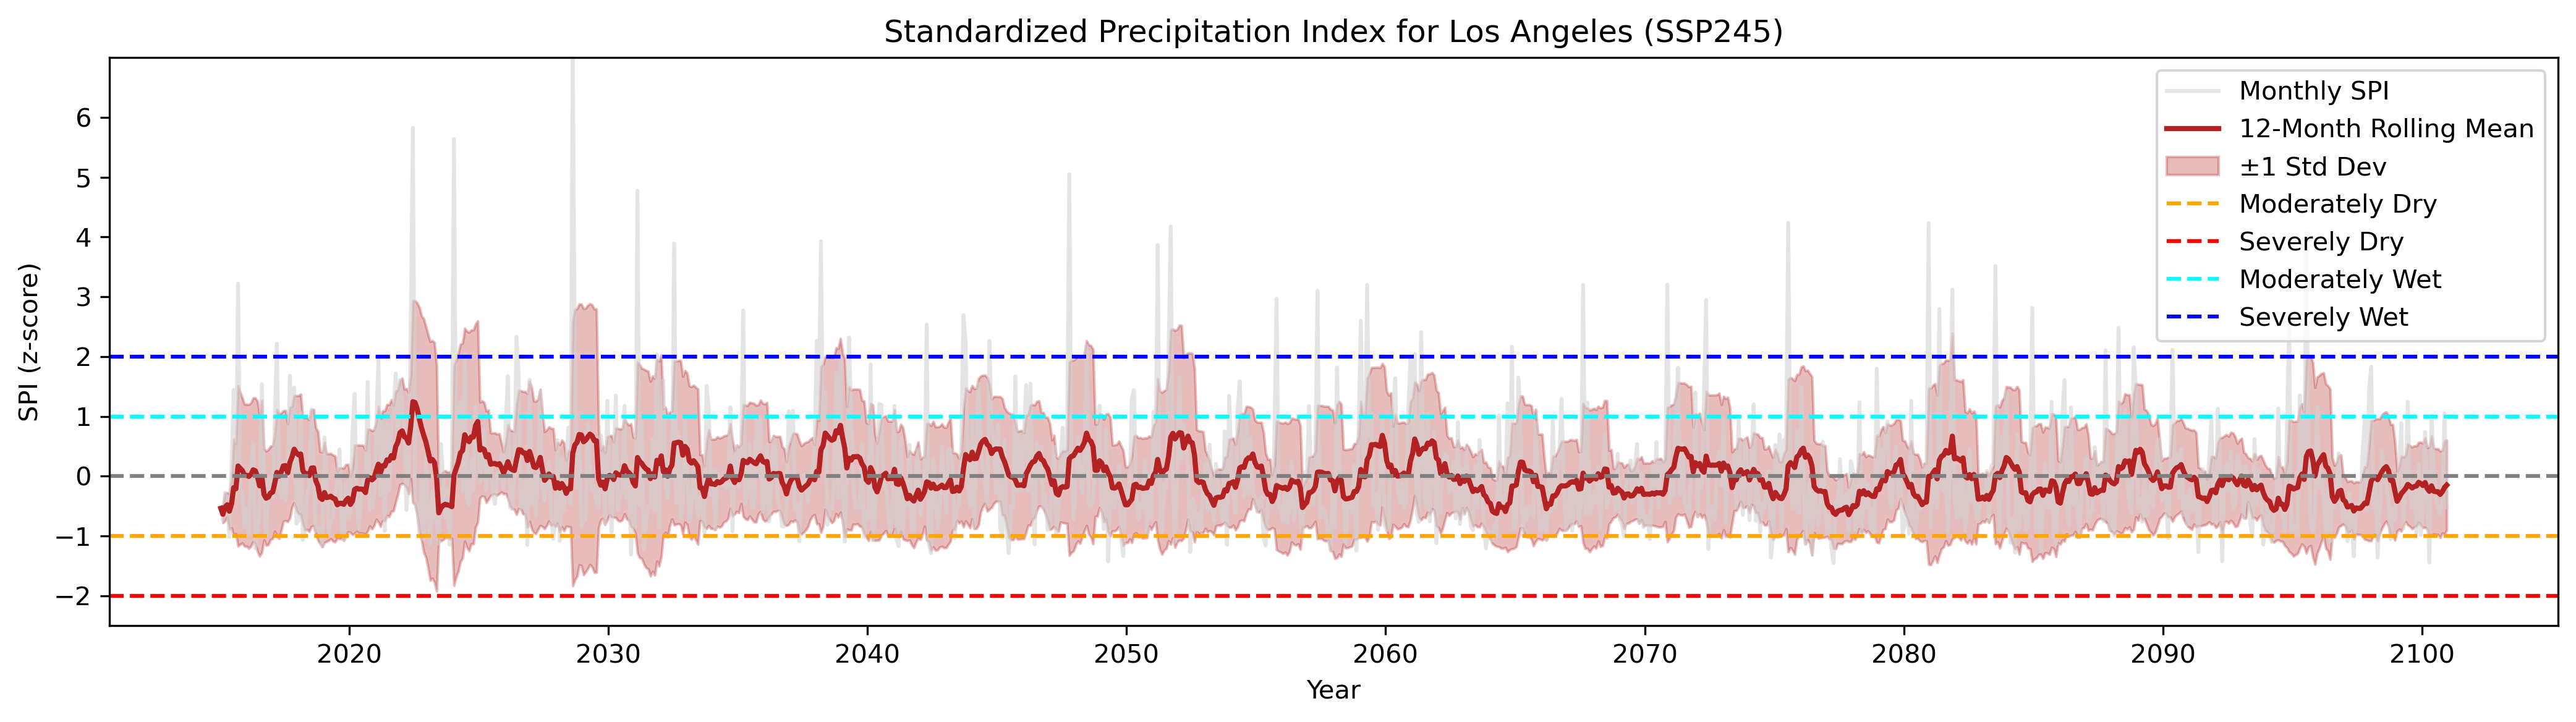 Standardized Precipitation Index for Los Angeles (SSP245)
SPI (z-score)
6
5
4
3
2
1
0
−1
−2
Monthly SPI
12-Month Rolling Mean
±1 Std Dev
Moderately Dry
Severely Dry
Moderately Wet
Severely Wet
2020 2030 2040 2050 2060 2070 2080 2090 2100
Year